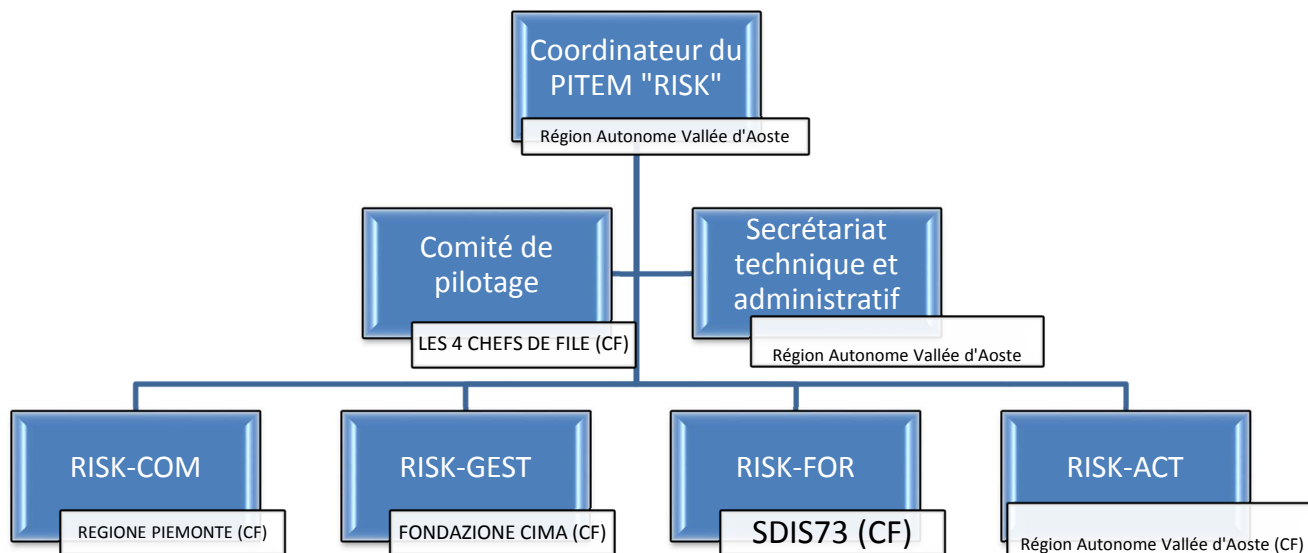 Coordinateur du
PITEM "RISK"
Région Autonome Vallée d'Aoste
Comité de
pilotage
LES 4 CHEFS DE FILE (CF)
Secrétariat
technique et
administratif
Région Autonome Vallée d'Aoste
RISK-COM
REGIONE PIEMONTE (CF)
RISK-GEST
FONDAZIONE CIMA (CF)
RISK-FOR
SDIS73 (CF)
RISK-ACT
Région Autonome Vallée d'Aoste (CF)